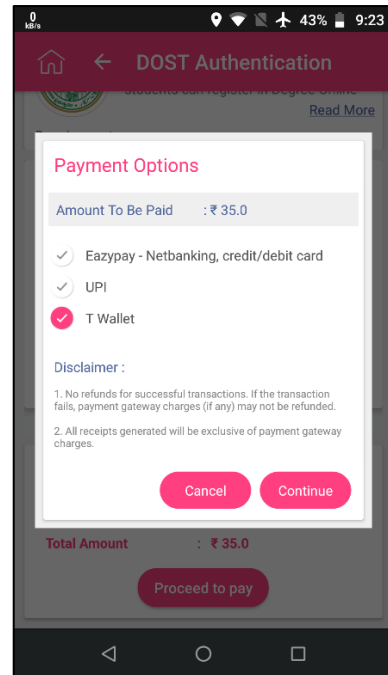 0
kB/s
43% 9:23
DOST Authentication
students can register in Degree Online
Read More
Payment Options
Amount To Be Paid : ₹ 35.0
Eazypay - Netbanking, credit/debit card
UPI
T Wallet
Disclaimer :
1. No refunds for successful transactions. If the transaction
fails, payment gateway charges (if any) may not be refunded.
2. All receipts generated will be exclusive of payment gateway
charges.
Cancel Continue
Total Amount : ₹ 35.0
Proceed to pay